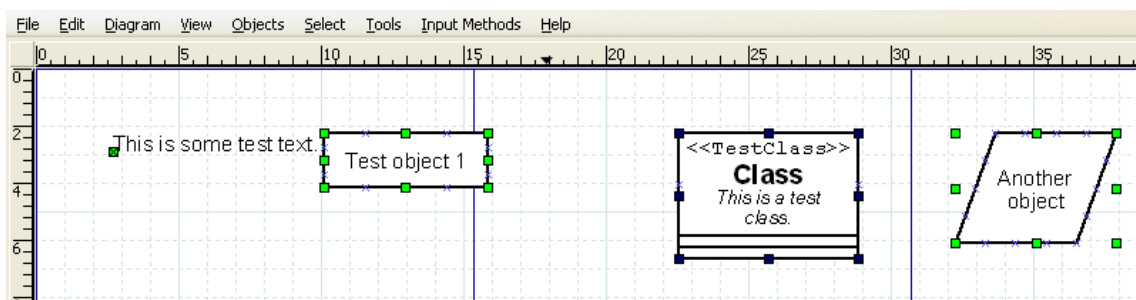 File Edit Diagram View Objects Select Tools Input Methods Help
0 5 10 15 20 25 30 35
0
2
4
6
This is some test text.
Test object 1
<<TestClass>>
Class
This is a test
class.
Another
object